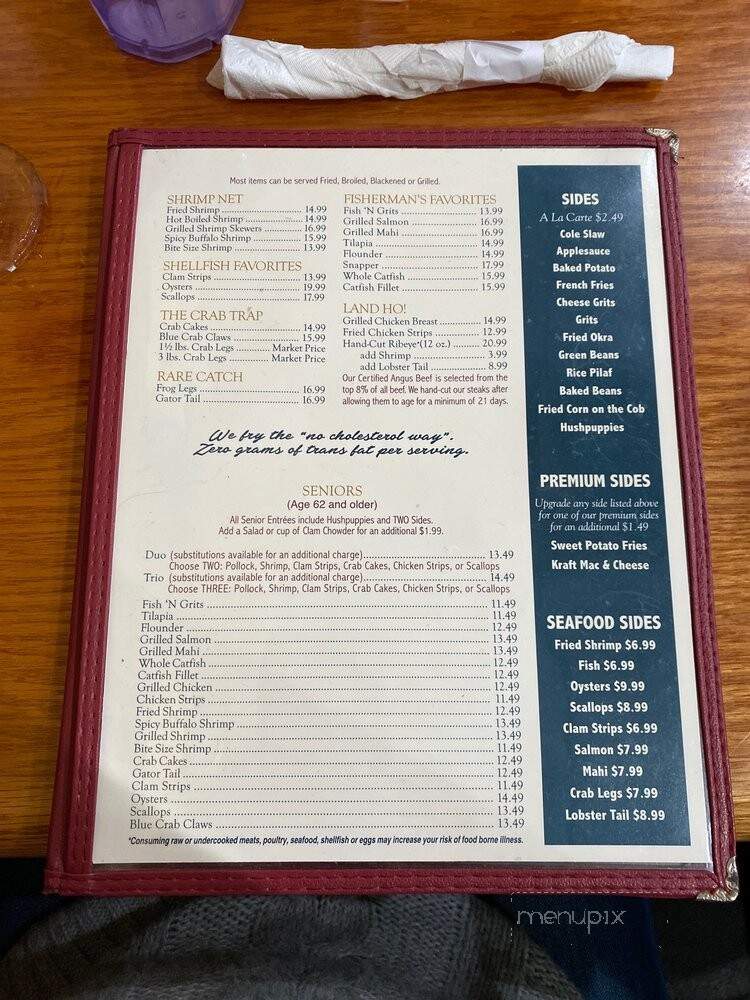 Most items can be served Fried, Broiled, Blackened or Grilled.
SHRIMP NET
Fried Shrimp ........ 14.99
Hot Boiled Shrimp ........ 14.99
Grilled Shrimp Skewers ........ 16.99
Spicy Buffalo Shrimp ........ 15.99
Bite Size Shrimp ........ 13.99
SHELLFISH FAVORITES
Clam Strips ........ 13.99
Oysters ........ 19.99
Scallops ........ 17.99
THE CRAB TRAP
Crab Cakes ........ 14.99
Blue Crab Claws ........ 15.99
1½ lbs. Crab Legs ........ Market Price
3 lbs. Crab Legs ........ Market Price
RARE CATCH
Frog Legs ........ 16.99
Gator Tail ........ 16.99
FISHERMAN'S FAVORITES
Fish 'N Grits ........ 13.99
Grilled Salmon ........ 16.99
Grilled Mahi ........ 16.99
Tilapia ........ 14.99
Flounder ........ 14.99
Snapper ........ 17.99
Whole Catfish ........ 15.99
Catfish Fillet ........ 15.99
LAND HO!
Grilled Chicken Breast ........ 14.99
Fried Chicken Strips ........ 12.99
Hand-Cut Ribeye*(12 oz.) ........ 20.99
add Shrimp ........ 3.99
add Lobster Tail ........ 8.99
Our Certified Angus Beef is selected from the
top 8% of all beef. We hand-cut our steaks after
allowing them to age for a minimum of 21 days.
We fry the "no cholesterol way".
Zero grams of trans fat per serving.
SENIORS
(Age 62 and older)
All Senior Entrées include Hushpuppies and TWO Sides.
Add a Salad or cup of Clam Chowder for an additional $1.99.
Duo (substitutions available for an additional charge)........ 13.49
Choose TWO: Pollock, Shrimp, Clam Strips, Crab Cakes, Chicken Strips, or Scallops
Trio (substitutions available for an additional charge)........ 14.49
Choose THREE: Pollock, Shrimp, Clam Strips, Crab Cakes, Chicken Strips, or Scallops
Fish 'N Grits ........ 11.49
Tilapia ........ 11.49
Flounder ........ 12.49
Grilled Salmon ........ 13.49
Grilled Mahi ........ 13.49
Whole Catfish ........ 12.49
Catfish Fillet ........ 12.49
Grilled Chicken ........ 12.49
Chicken Strips ........ 11.49
Fried Shrimp ........ 12.49
Spicy Buffalo Shrimp ........ 13.49
Grilled Shrimp ........ 13.49
Bite Size Shrimp ........ 11.49
Crab Cakes ........ 12.49
Gator Tail ........ 12.49
Clam Strips ........ 11.49
Oysters ........ 14.49
Scallops ........ 13.49
Blue Crab Claws ........ 13.49
*Consuming raw or undercooked meats, poultry, seafood, shellfish or eggs may increase your risk of food borne illness.
SIDES
A La Carte $2.49
Cole Slaw
Applesauce
Baked Potato
French Fries
Cheese Grits
Grits
Fried Okra
Green Beans
Rice Pilaf
Baked Beans
Fried Corn on the Cob
Hushpuppies
PREMIUM SIDES
Upgrade any side listed above
for one of our premium sides
for an additional $1.49
Sweet Potato Fries
Kraft Mac & Cheese
SEAFOOD SIDES
Fried Shrimp $6.99
Fish $6.99
Oysters $9.99
Scallops $8.99
Clam Strips $6.99
Salmon $7.99
Mahi $7.99
Crab Legs $7.99
Lobster Tail $8.99
menupix